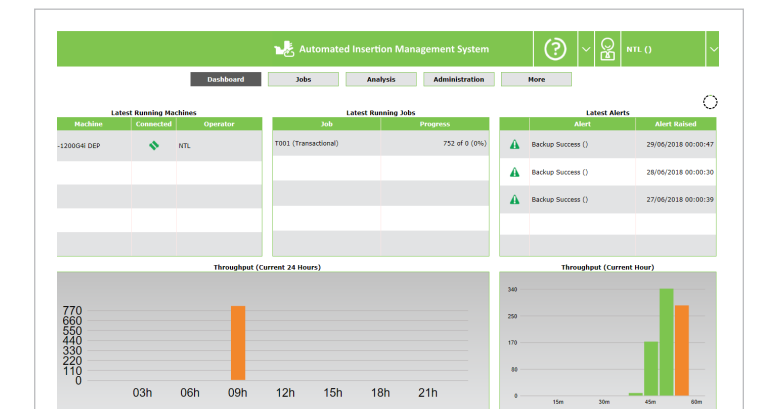 Automated Insertion Management System
NTL ()
Dashboard Jobs Analysis Administration More
Latest Running Machines
Machine Connected Operator
-1200G4i DEP NTL
Latest Running Jobs
Job Progress
T001 (Transactional) 752 of 0 (0%)
Latest Alerts
Alert Alert Raised
Backup Success () 29/06/2018 00:00:47
Backup Success () 28/06/2018 00:00:30
Backup Success () 27/06/2018 00:00:39
Throughput (Current 24 Hours)
770
660
550
440
330
220
110
0
03h 06h 09h 12h 15h 18h 21h
Throughput (Current Hour)
340
250
170
80
0
15m 30m 45m 60m